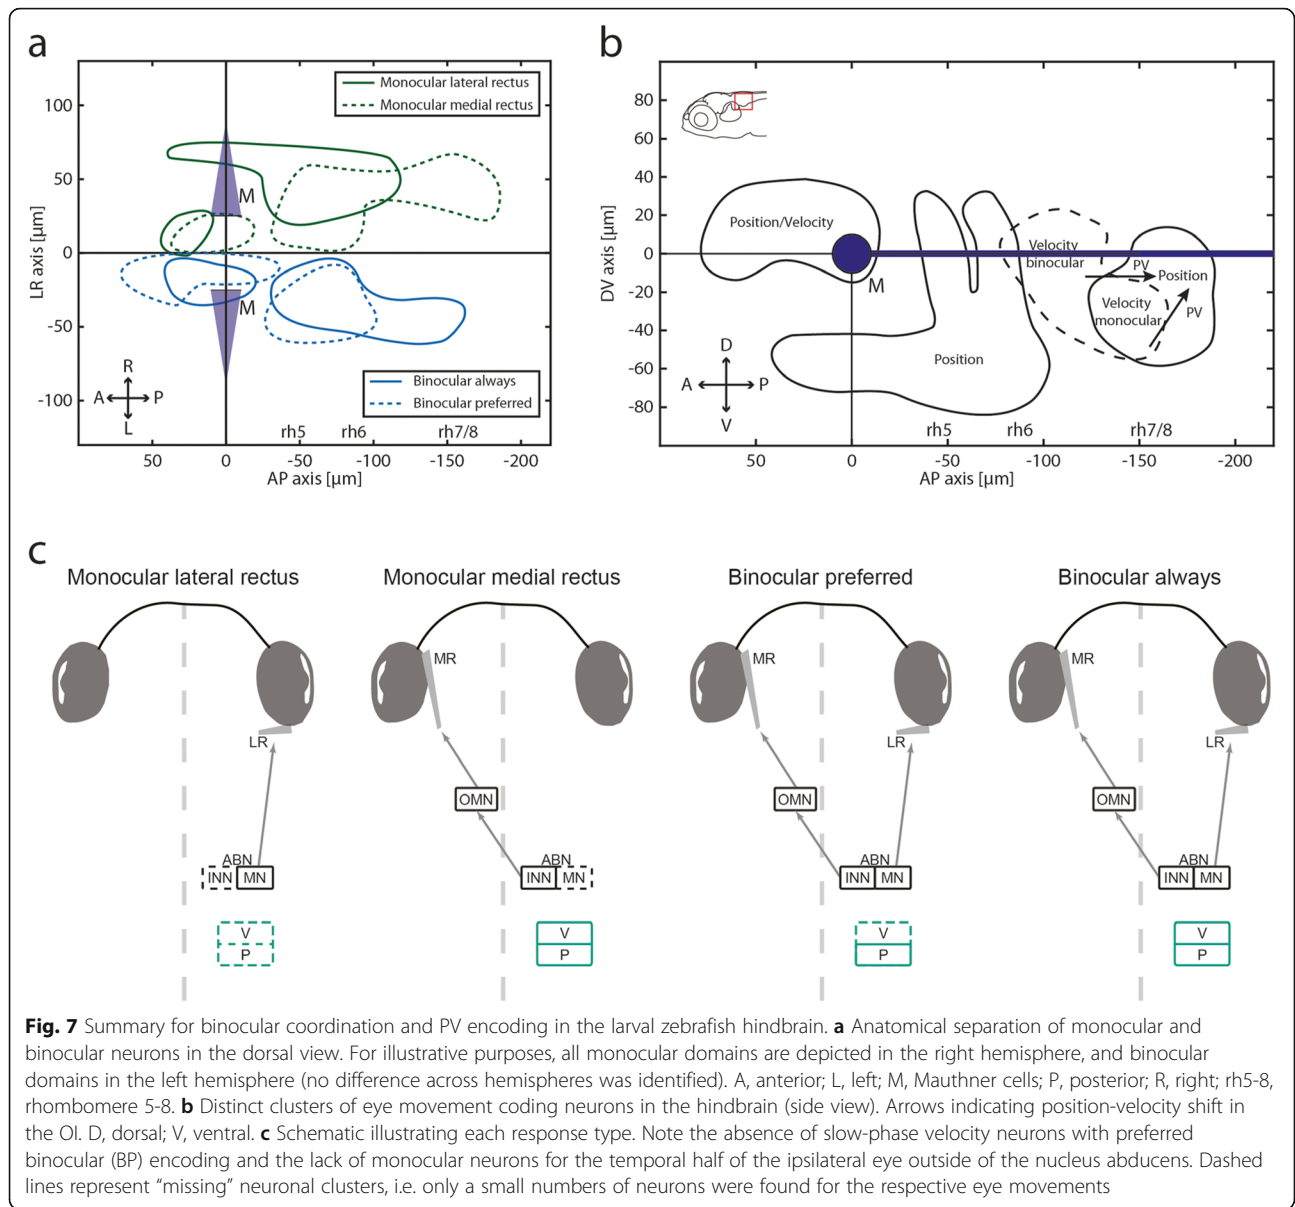 a
100
50
0
-50
-100
LR axis [µm]
Monocular lateral rectus
Monocular medial rectus
M
M
R
A P
L
Binocular always
Binocular preferred
rh5 rh6 rh7/8
50 0 -50 -100 -150 -200
AP axis [µm]
b
80
60
40
20
0
-20
-40
-60
-80
DV axis [µm]
Position/Velocity
M
Velocity
binocular
PV
Position
Velocity
monocular
PV
Position
D
A P
V
rh5 rh6 rh7/8
50 0 -50 -100 -150 -200
AP axis [µm]
c
Monocular lateral rectus
LR
ABN
INN MN
V
P
Monocular medial rectus
MR
OMN
ABN
INN MN
V
P
Binocular preferred
MR
LR
OMN
ABN
INN MN
V
P
Binocular always
MR
LR
OMN
ABN
INN MN
V
P
Fig. 7 Summary for binocular coordination and PV encoding in the larval zebrafish hindbrain. a Anatomical separation of monocular and
binocular neurons in the dorsal view. For illustrative purposes, all monocular domains are depicted in the right hemisphere, and binocular
domains in the left hemisphere (no difference across hemispheres was identified). A, anterior; L, left; M, Mauthner cells; P, posterior; R, right; rh5-8,
rhombomere 5-8. b Distinct clusters of eye movement coding neurons in the hindbrain (side view). Arrows indicating position-velocity shift in
the OI. D, dorsal; V, ventral. c Schematic illustrating each response type. Note the absence of slow-phase velocity neurons with preferred
binocular (BP) encoding and the lack of monocular neurons for the temporal half of the ipsilateral eye outside of the nucleus abducens. Dashed
lines represent “missing” neuronal clusters, i.e. only a small numbers of neurons were found for the respective eye movements